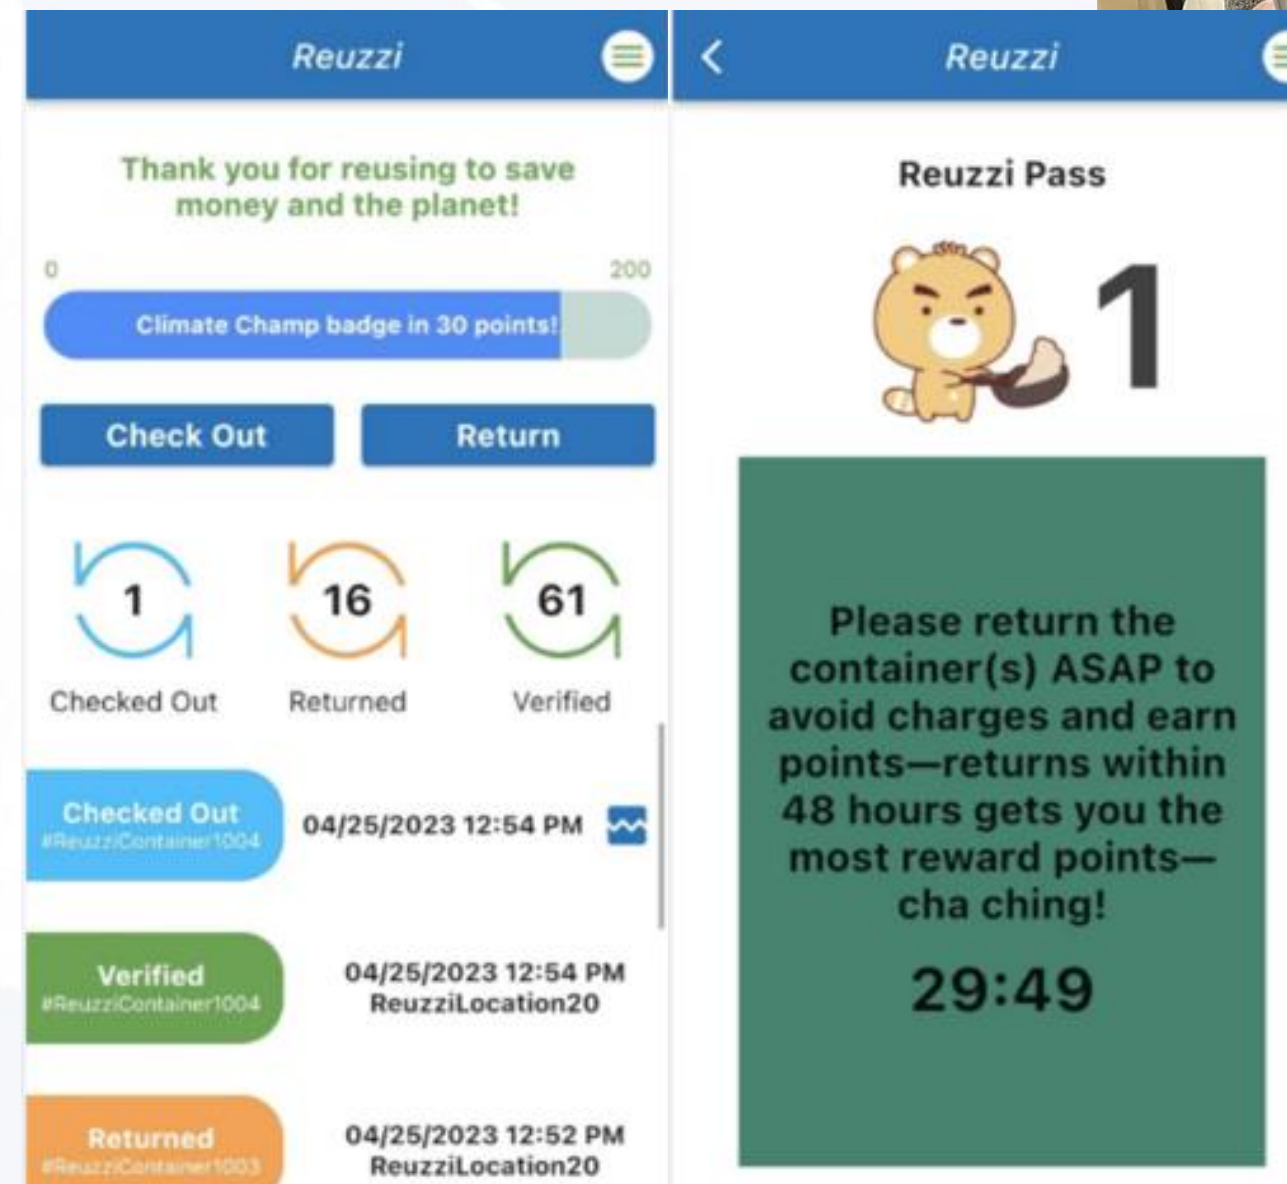 Reuzzi
Thank you for reusing to save
money and the planet!
0
200
Climate Champ badge in 30 points!
Check Out
Return
1
16
61
Checked Out
Returned
Verified
Checked Out
#ReuzziContainer1004
04/25/2023 12:54 PM
Verified
#ReuzziContainer1004
04/25/2023 12:54 PM
ReuzziLocation20
Returned
#ReuzziContainer1003
04/25/2023 12:52 PM
ReuzziLocation20
Reuzzi
Reuzzi Pass
1
Please return the
container(s) ASAP to
avoid charges and earn
points—returns within
48 hours gets you the
most reward points—
cha ching!
29:49